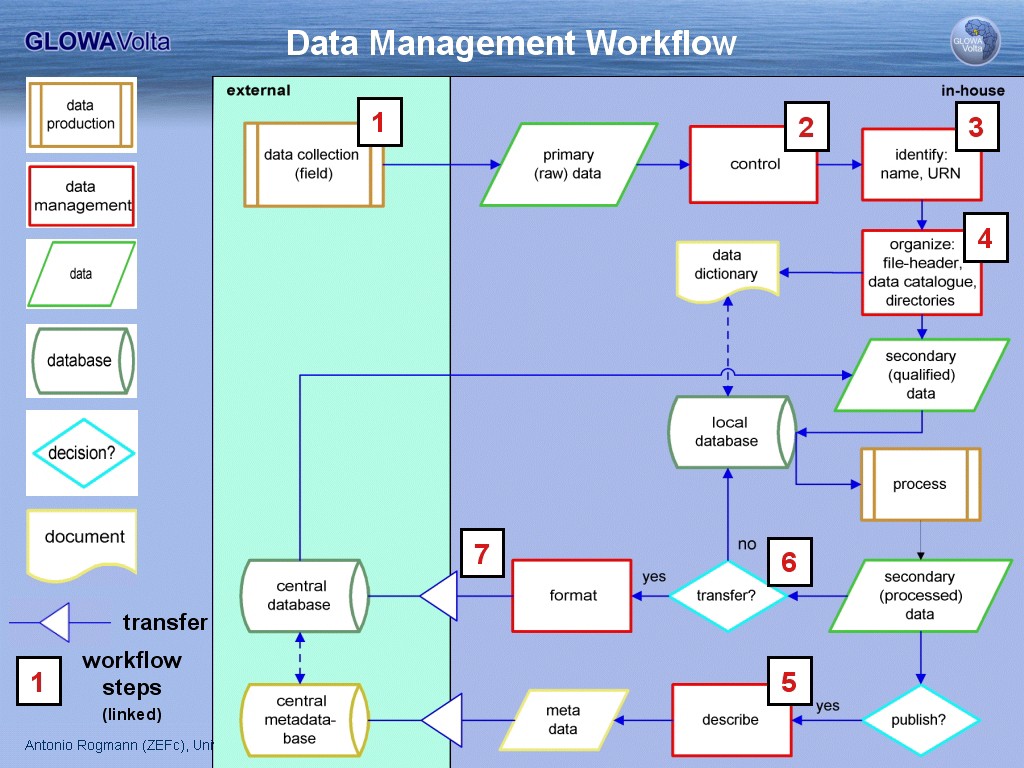 GLOWAVolta
Data Management Workflow
GLOWA
Volta
data
production
data
management
data
database
decision?
document
transfer
1
workflow
steps
(linked)
Antonio Rogmann (ZEFc), Uni
external
in-house
data collection
(field)
1
primary
(raw) data
control
2
identify:
name, URN
3
organize:
file-header,
data catalogue,
directories
4
data
dictionary
secondary
(qualified)
data
local
database
process
no
6
7
central
database
format
yes
transfer?
secondary
(processed)
data
5
central
metadata-
base
meta
data
describe
yes
publish?